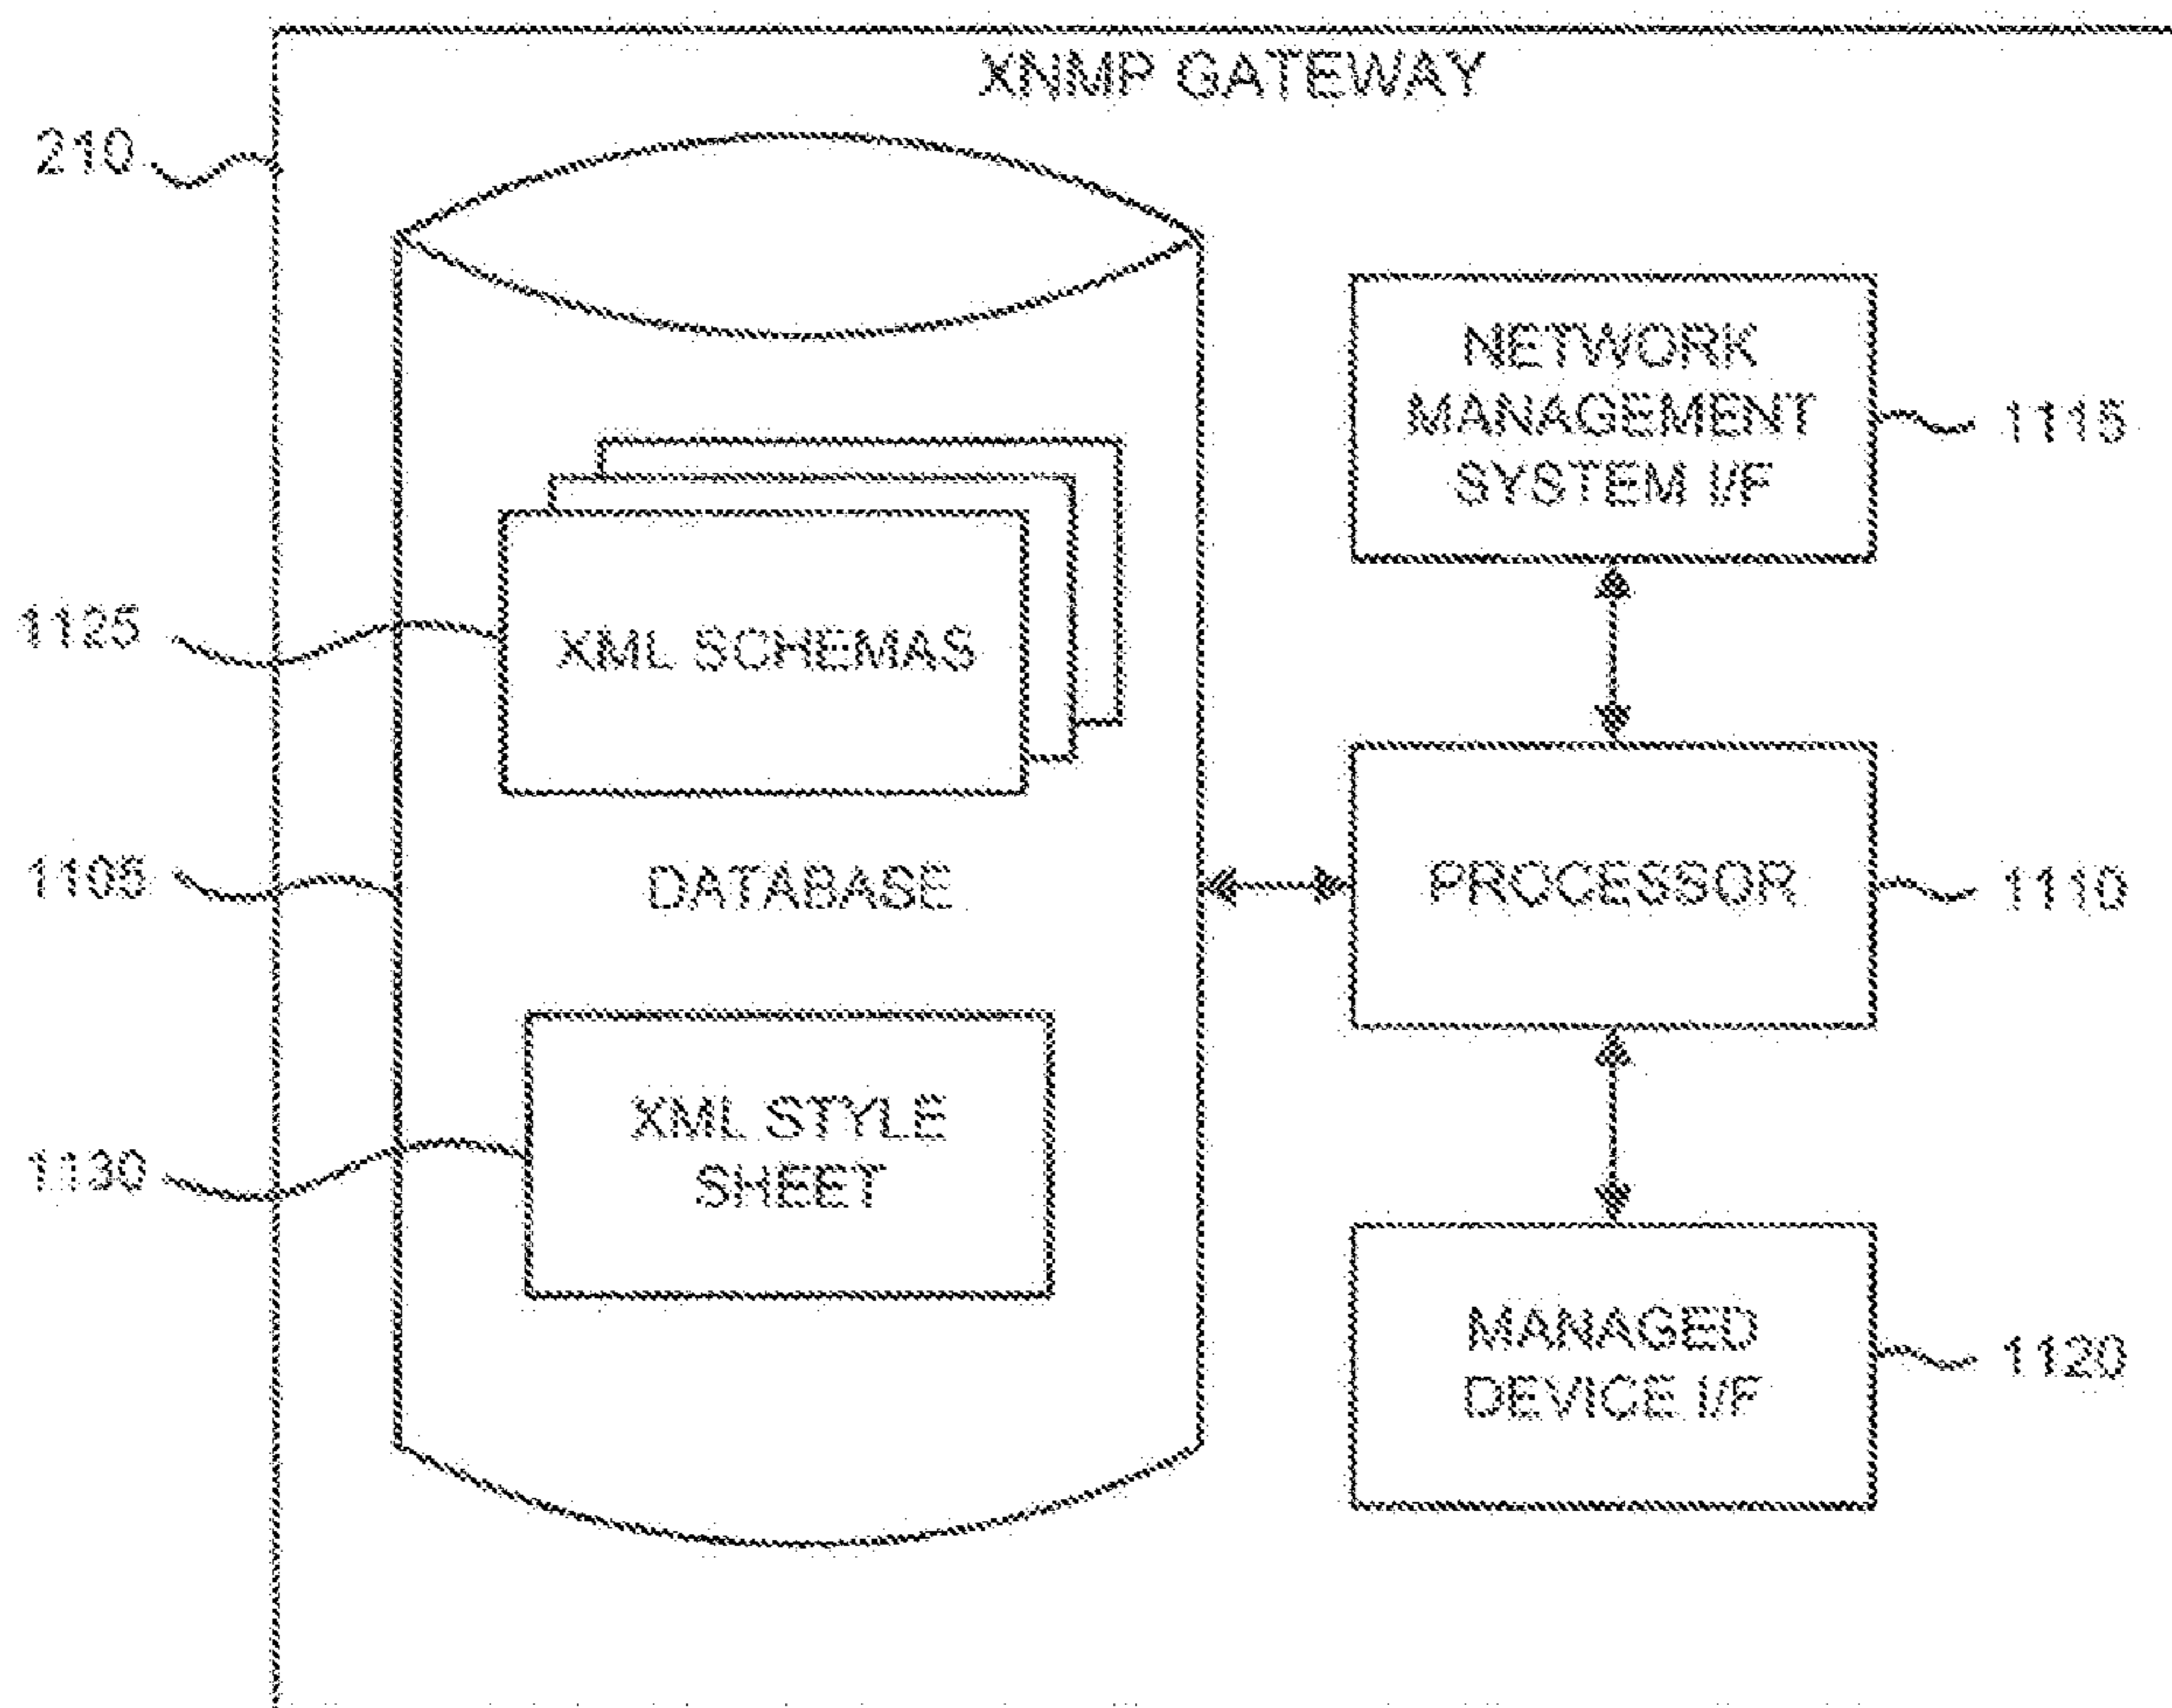 XNMP GATEWAY
210
NETWORK
MANAGEMENT
SYSTEM I/F
1115
1125
XML SCHEMAS
1105
DATABASE
PROCESSOR
1110
XML STYLE
SHEET
1130
MANAGED
DEVICE I/F
1120